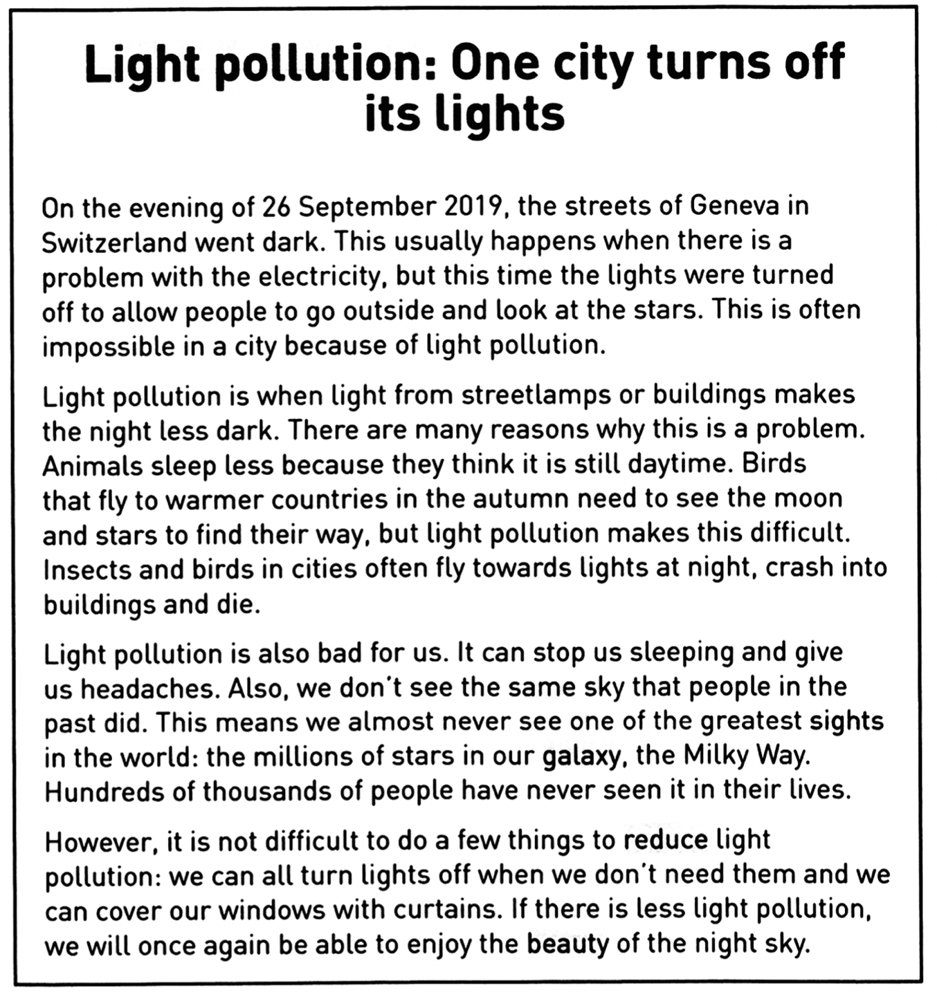 Light pollution: One city turns off
its lights
On the evening of 26 September 2019, the streets of Geneva in
Switzerland went dark. This usually happens when there is a
problem with the electricity, but this time the lights were turned
off to allow people to go outside and look at the stars. This is often
impossible in a city because of light pollution.
Light pollution is when light from streetlamps or buildings makes
the night less dark. There are many reasons why this is a problem.
Animals sleep less because they think it is still daytime. Birds
that fly to warmer countries in the autumn need to see the moon
and stars to find their way, but light pollution makes this difficult.
Insects and birds in cities often fly towards lights at night, crash into
buildings and die.
Light pollution is also bad for us. It can stop us sleeping and give
us headaches. Also, we don't see the same sky that people in the
past did. This means we almost never see one of the greatest sights
in the world: the millions of stars in our galaxy, the Milky Way.
Hundreds of thousands of people have never seen it in their lives.
However, it is not difficult to do a few things to reduce light
pollution: we can all turn lights off when we don't need them and we
can cover our windows with curtains. If there is less light pollution,
we will once again be able to enjoy the beauty of the night sky.